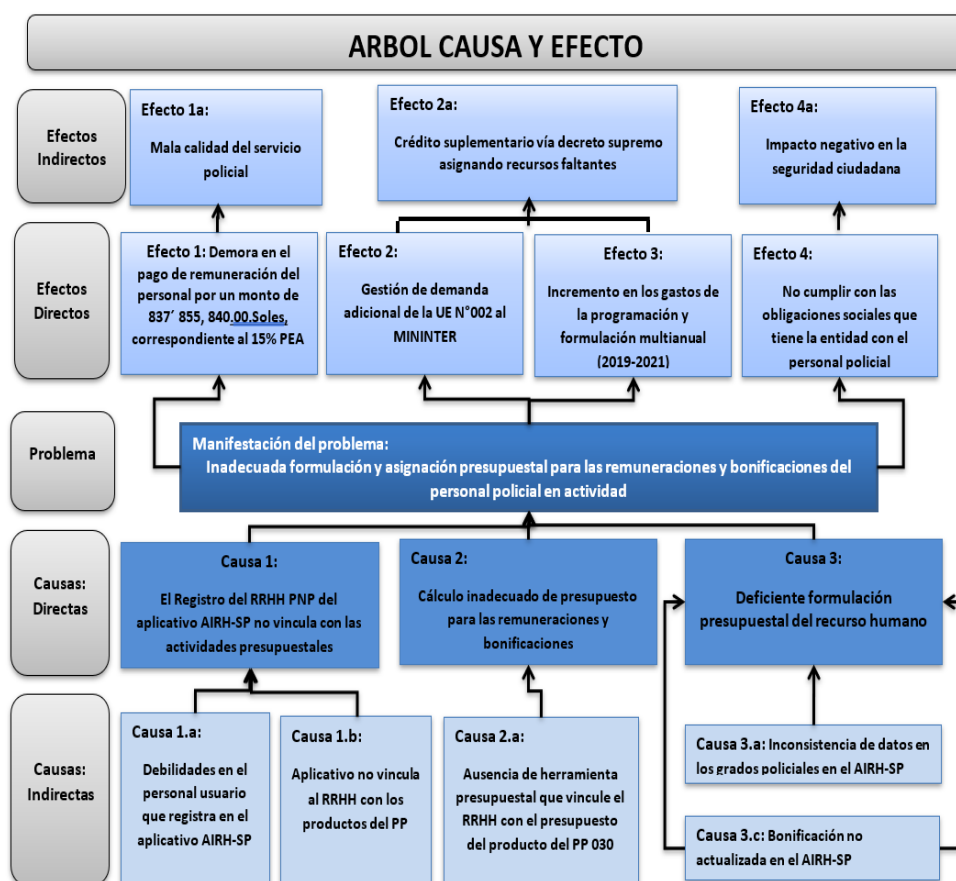 ARBOL CAUSA Y EFECTO
Efectos
Indirectos
Efecto 1a:
Mala calidad del servicio
policial
Efecto 2a:
Crédito suplementario vía decreto supremo
asignando recursos faltantes
Efecto 4a:
Impacto negativo en la
seguridad ciudadana
Efectos
Directos
Efecto 1: Demora en el
pago de remuneración del
personal por un monto de
837´ 855, 840.00.Soles,
correspondiente al 15% PEA
Efecto 2:
Gestión de demanda
adicional de la UE N°002 al
MININTER
Efecto 3:
Incremento en los gastos de
la programación y
formulación multianual
(2019-2021)
Efecto 4:
No cumplir con las
obligaciones sociales que
tiene la entidad con el
personal policial
Problema
Manifestación del problema:
Inadecuada formulación y asignación presupuestal para las remuneraciones y bonificaciones del
personal policial en actividad
Causas:
Directas
Causa 1:
El Registro del RRHH PNP del
aplicativo AIRH-SP no vincula con las
actividades presupuestales
Causa 2:
Cálculo inadecuado de presupuesto
para las remuneraciones y
bonificaciones
Causa 3:
Deficiente formulación
presupuestal del recurso humano
Causas:
Indirectas
Causa 1.a:
Debilidades en el
personal usuario
que registra en el
aplicativo AIRH-SP
Causa 1.b:
Aplicativo no vincula
al RRHH con los
productos del PP
Causa 2.a:
Ausencia de herramienta
presupuestal que vincule el
RRHH con el presupuesto
del producto del PP 030
Causa 3.a: Inconsistencia de datos en
los grados policiales en el AIRH-SP
Causa 3.c: Bonificación no
actualizada en el AIRH-SP